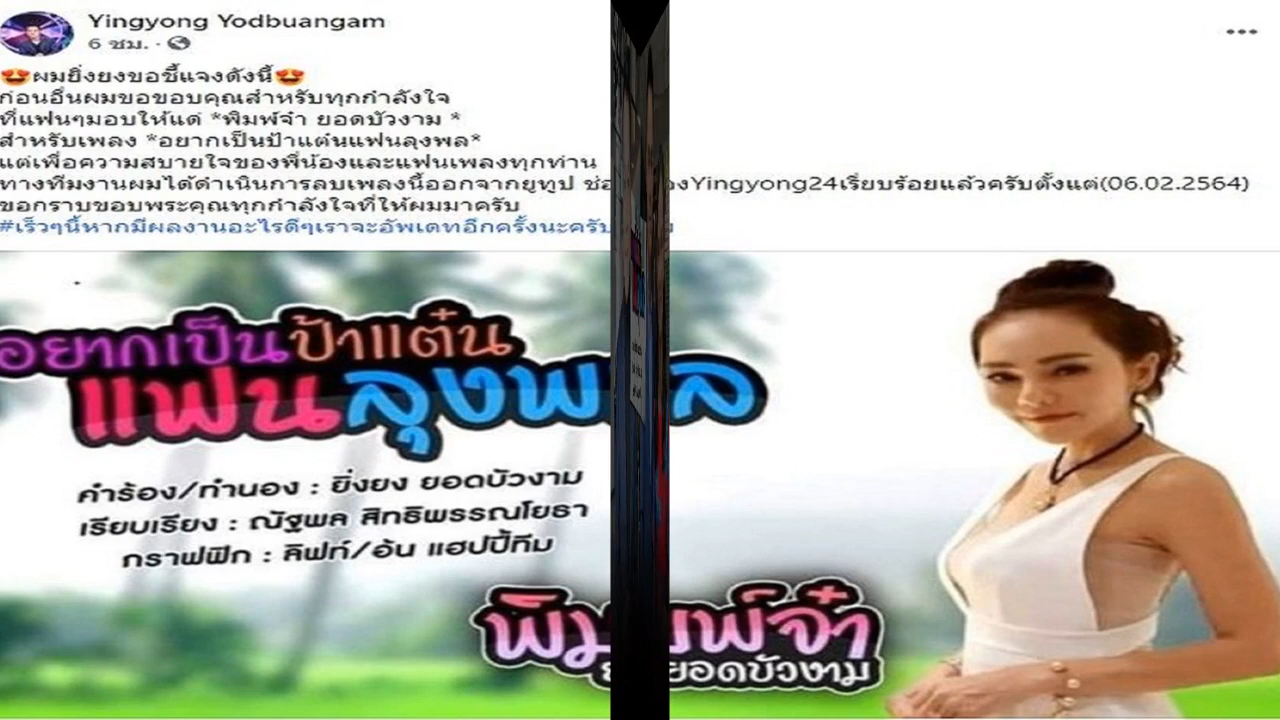 Yingyong Yodbuangam
6 ชม. ·
ผมยิ่งยงขอชี้แจงดังนี้
ก่อนอื่นผมขอขอบคุณสำหรับทุกกำลังใจ
ที่แฟนๆมอบให้แด่ *พิมพ์จ๋า ยอดบัวงาม *
สำหรับเพลง *อยากเป็นป้าแต๋นแฟนลุงพล*
แต่เพื่อความสบายใจของพี่น้องและแฟนเพลงทุกท่าน
ทางทีมงานผมได้ดำเนินการลบเพลงนี้ออกจากยูทูป Yingyong24เรียบร้อยแล้วครับตั้งแต่(06.02.2564)
ขอกราบขอบพระคุณทุกกำลังใจที่ให้ผมมาครับ
#เร็วๆนี้หากมีผลงานอะไรดีๆเราจะอัพเดทอีกครั้งนะครับ
อยากเป็นป้าแต๋น
แฟนลุงพล
คำร้อง/ทำนอง : ยิ่งยง ยอดบัวงาม
เรียบเรียง : ณัฐพล สิทธิพรรณโยธา
กราฟฟิก : ลิฟท์/อัน แฮปปี้ทีม
พิมพ์จ๋า
ยอดบัวงาม